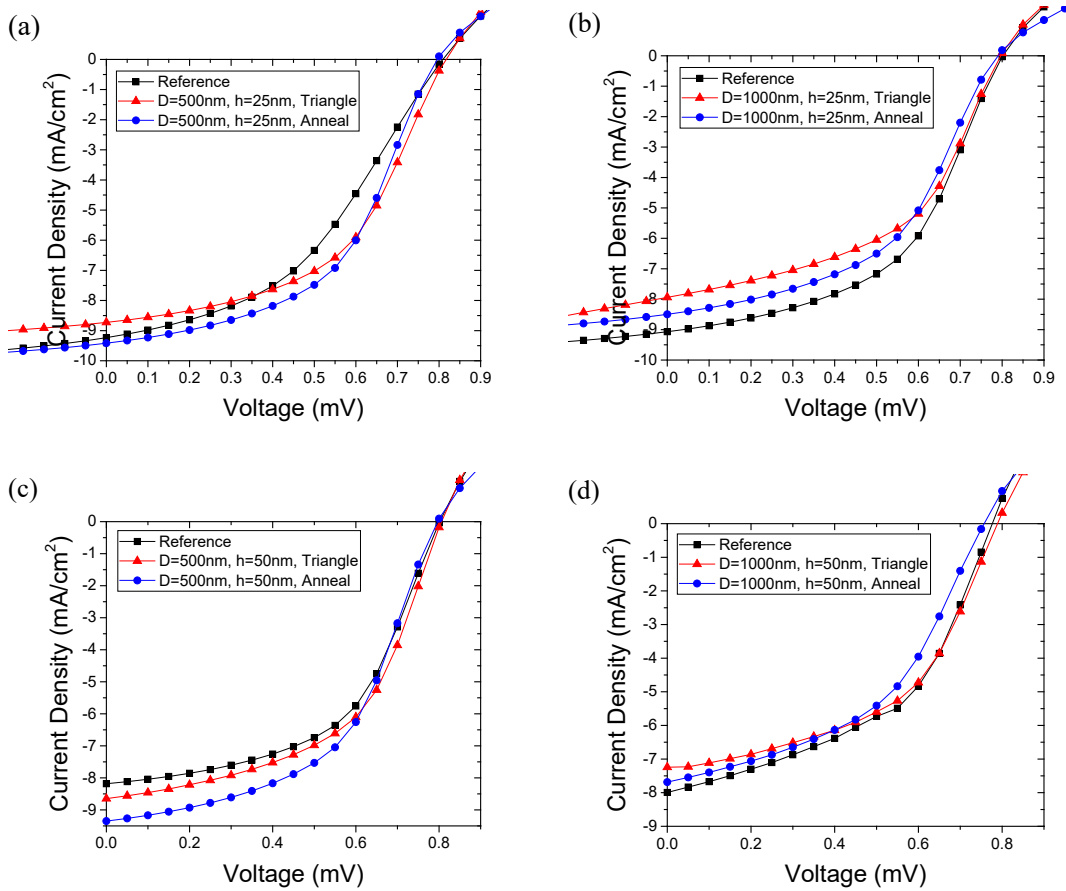 (a)
Reference
D=500nm, h=25nm, Triangle
D=500nm, h=25nm, Anneal
Current Density (mA/cm²)
0
-1
-2
-3
-4
-5
-6
-7
-8
-9
-10
0.0 0.1 0.2 0.3 0.4 0.5 0.6 0.7 0.8 0.9
Voltage (mV)
(b)
Reference
D=1000nm, h=25nm, Triangle
D=1000nm, h=25nm, Anneal
Current Density (mA/cm²)
0
-1
-2
-3
-4
-5
-6
-7
-8
-9
-10
0.0 0.1 0.2 0.3 0.4 0.5 0.6 0.7 0.8 0.9
Voltage (mV)
(c)
Reference
D=500nm, h=50nm, Triangle
D=500nm, h=50nm, Anneal
Current Density (mA/cm²)
0
-1
-2
-3
-4
-5
-6
-7
-8
-9
0.0 0.2 0.4 0.6 0.8
Voltage (mV)
(d)
Reference
D=1000nm, h=50nm, Triangle
D=1000nm, h=50nm, Anneal
Current Density (mA/cm²)
0
-1
-2
-3
-4
-5
-6
-7
-8
-9
0.0 0.2 0.4 0.6 0.8
Voltage (mV)